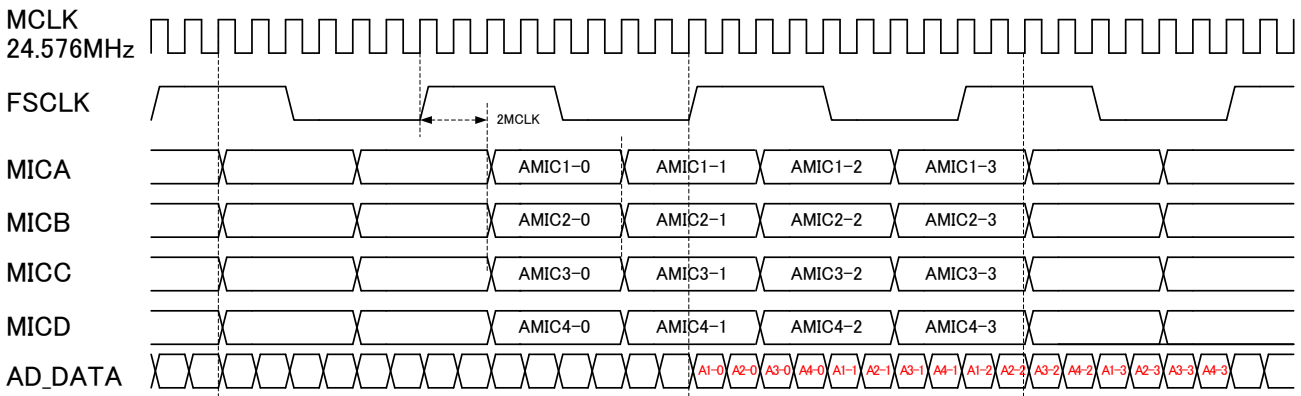 MCLK
24.576MHz
FSCLK
2MCLK
MICA AMIC1-0 AMIC1-1 AMIC1-2 AMIC1-3
MICB AMIC2-0 AMIC2-1 AMIC2-2 AMIC2-3
MICC AMIC3-0 AMIC3-1 AMIC3-2 AMIC3-3
MICD AMIC4-0 AMIC4-1 AMIC4-2 AMIC4-3
AD_DATA A1-0 A2-0 A3-0 A4-0 A1-1 A2-1 A3-1 A4-1 A1-2 A2-2 A3-2 A4-2 A1-3 A2-3 A3-3 A4-3